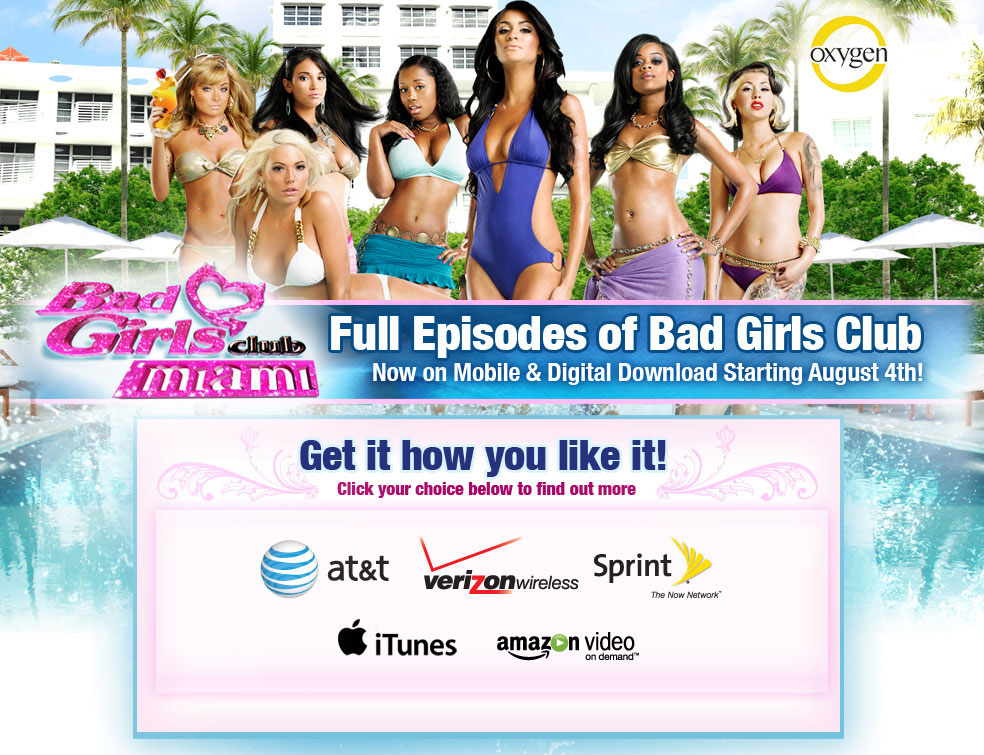 oxygen
Bad
Girls'
club
miami
Full Episodes of Bad Girls Club
Now on Mobile & Digital Download Starting August 4th!
Get it how you like it!
Click your choice below to find out more
at&t
verizonwireless
Sprint
The Now Network™
iTunes
amazon video
on demand™